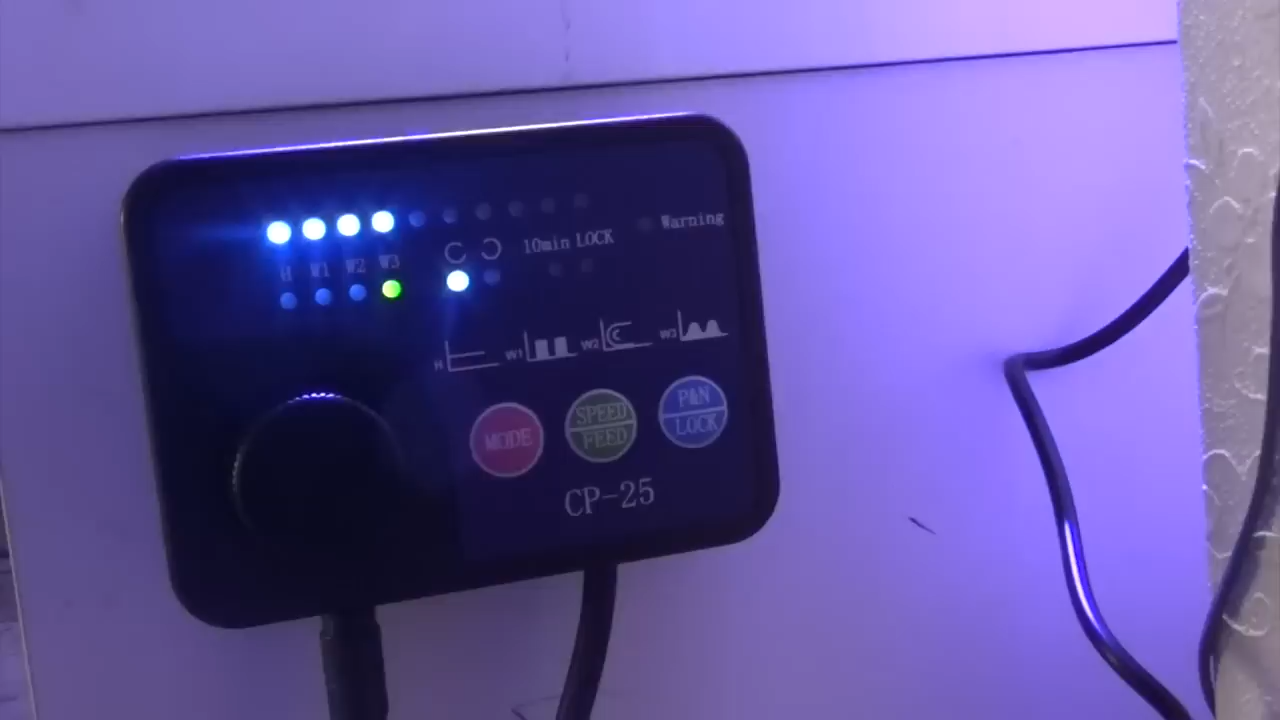 Warning
10min LOCK
H W1 W2 W3
H W1 W2 W3
MODE
SPEED
FEED
P&N
LOCK
CP-25